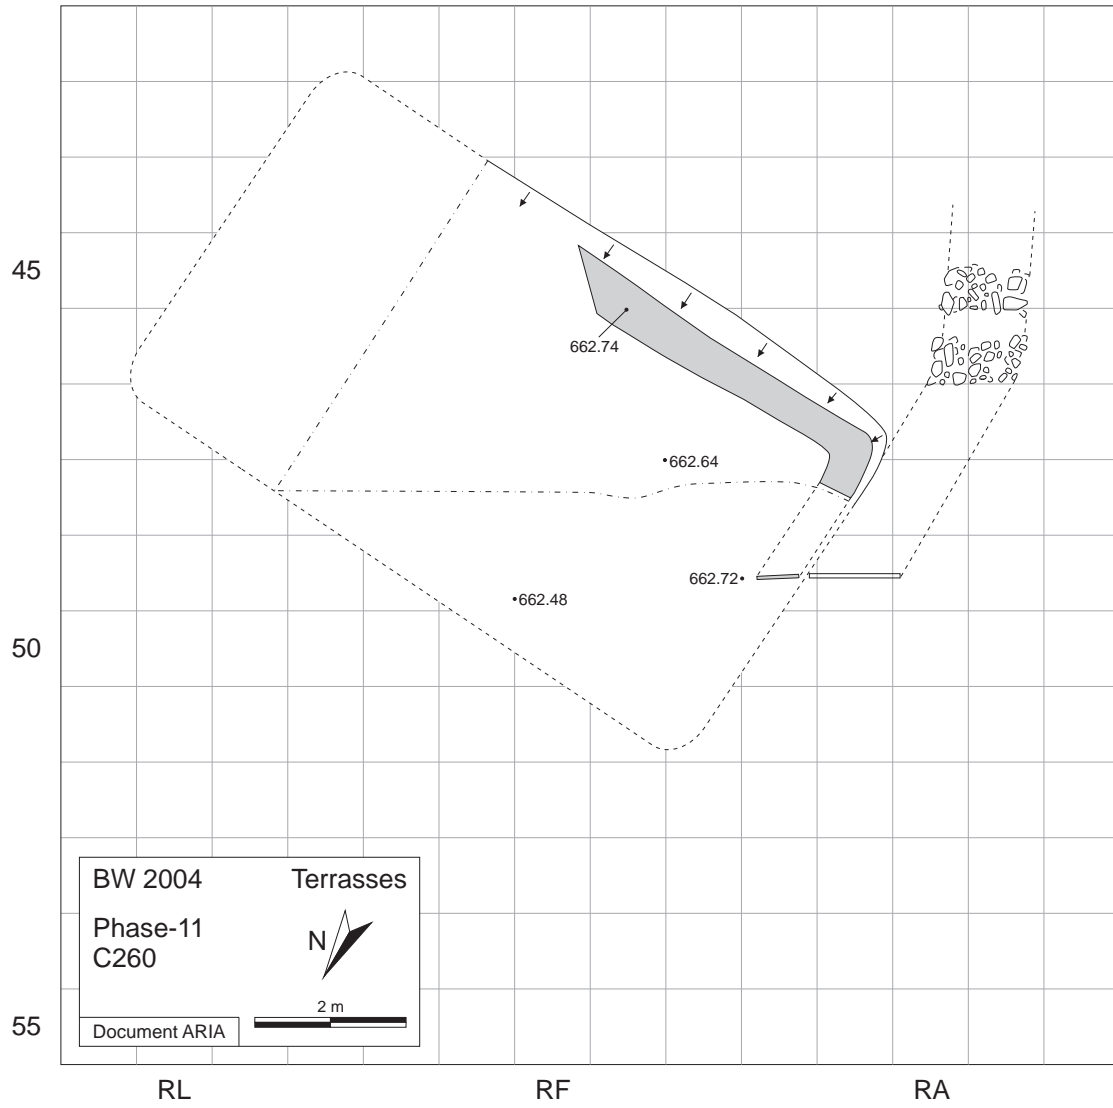 45
662.74
662.64
662.72
662.48
50
BW 2004 Terrasses
Phase-11
C260
N
2 m
Document ARIA
55
RL RF RA